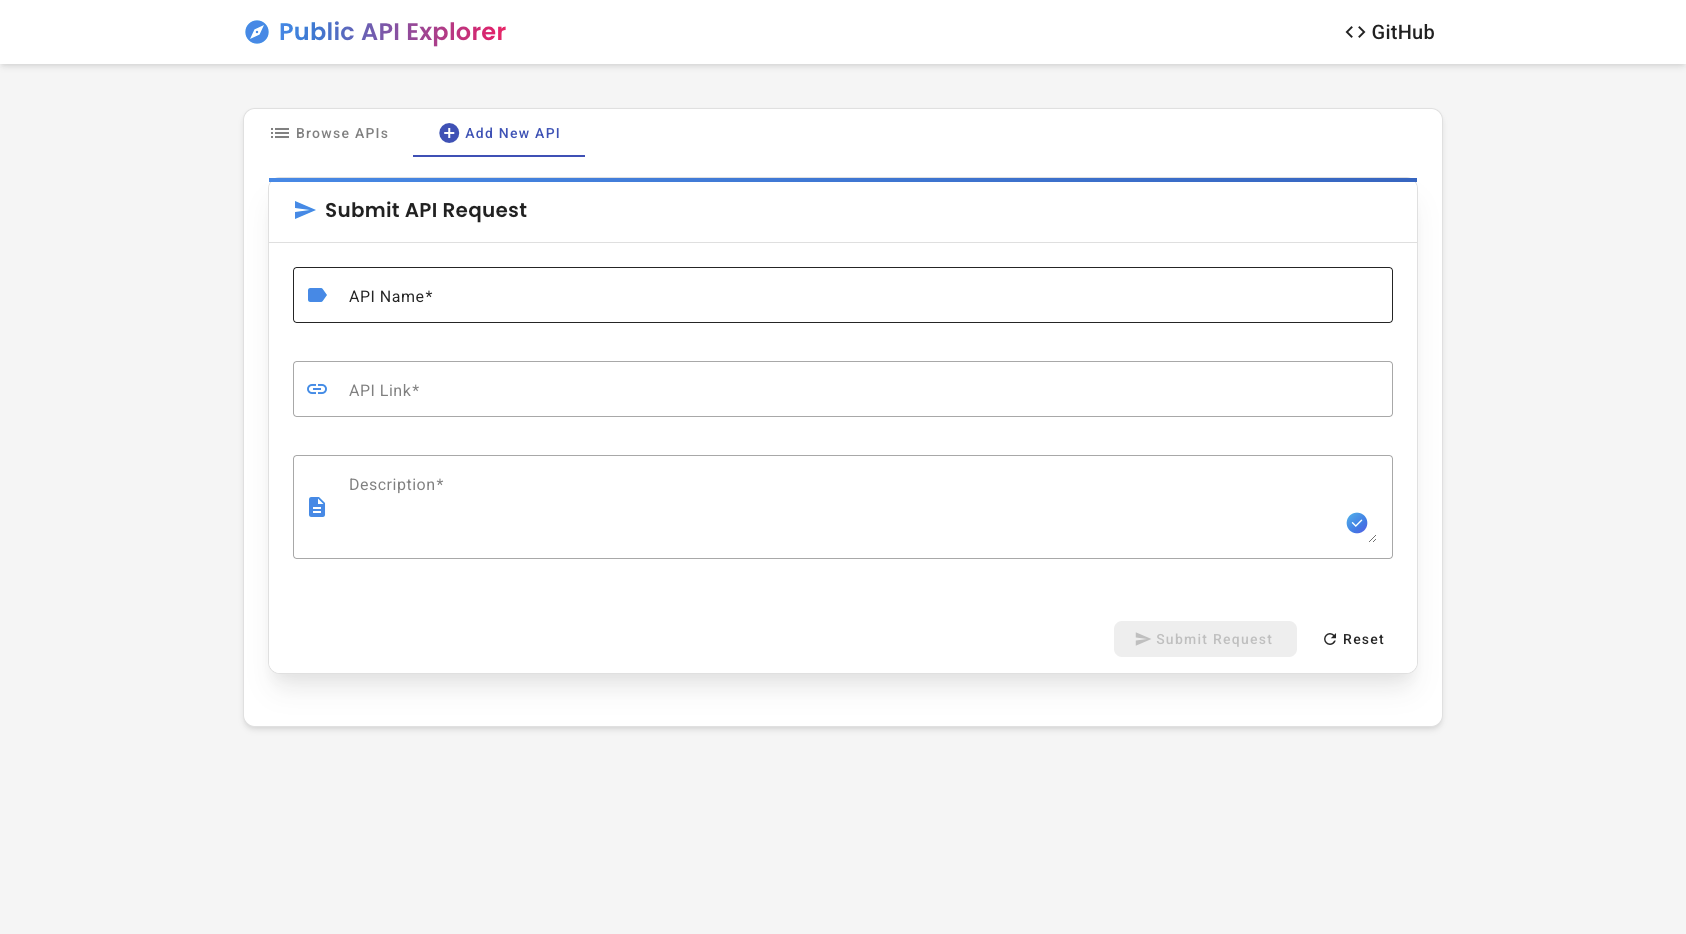 Public API Explorer
GitHub
Browse APIs
Add New API
Submit API Request
API Name*
API Link*
Description*
Submit Request
Reset